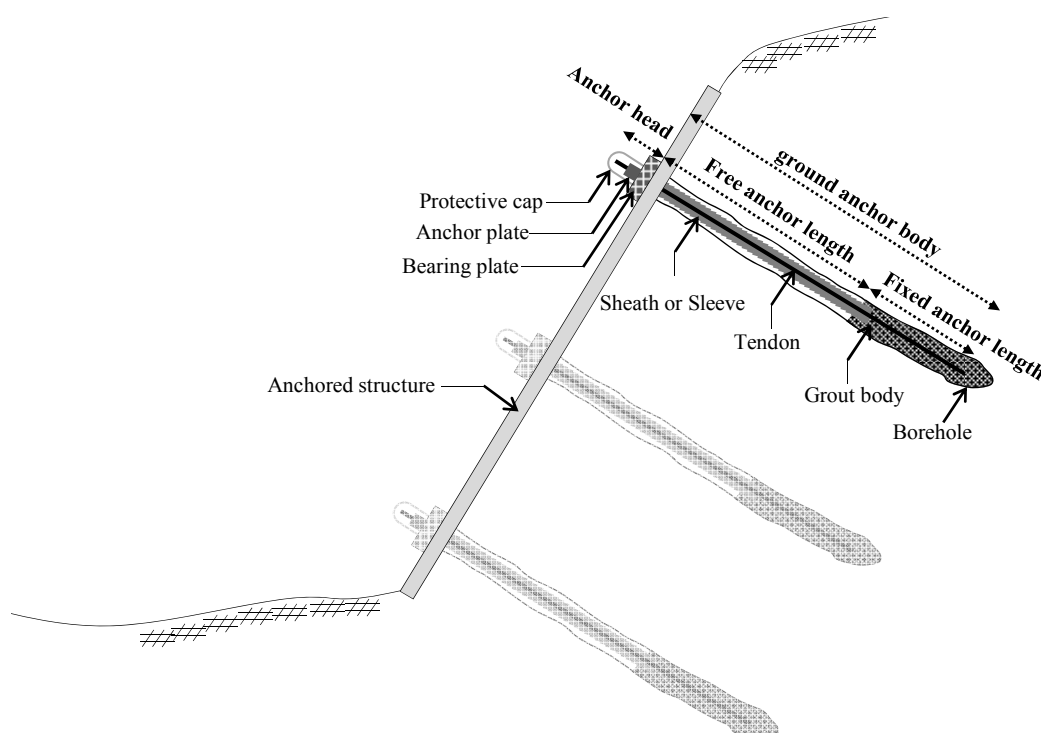 Anchor head
ground anchor body
Free anchor length
Fixed anchor length
Protective cap
Anchor plate
Bearing plate
Sheath or Sleeve
Tendon
Anchored structure
Grout body
Borehole